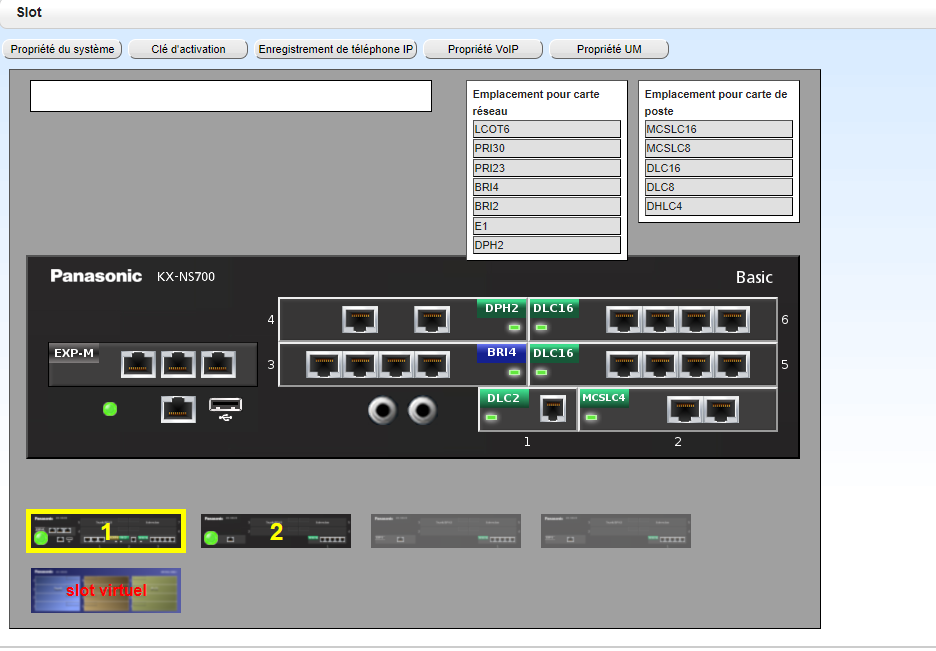 Slot
Propriété du système
Clé d'activation
Enregistrement de téléphone IP
Propriété VoIP
Propriété UM
Emplacement pour carte
réseau
LCOT6
PRI30
PRI23
BRI4
BRI2
E1
DPH2
Emplacement pour carte de
poste
MCSLC16
MCSLC8
DLC16
DLC8
DHLC4
Panasonic KX-NS700
Basic
4
DPH2
DLC16
6
EXP-M
3
BRI4
DLC16
5
DLC2
MCSLC4
1
2
1
2
slot virtuel